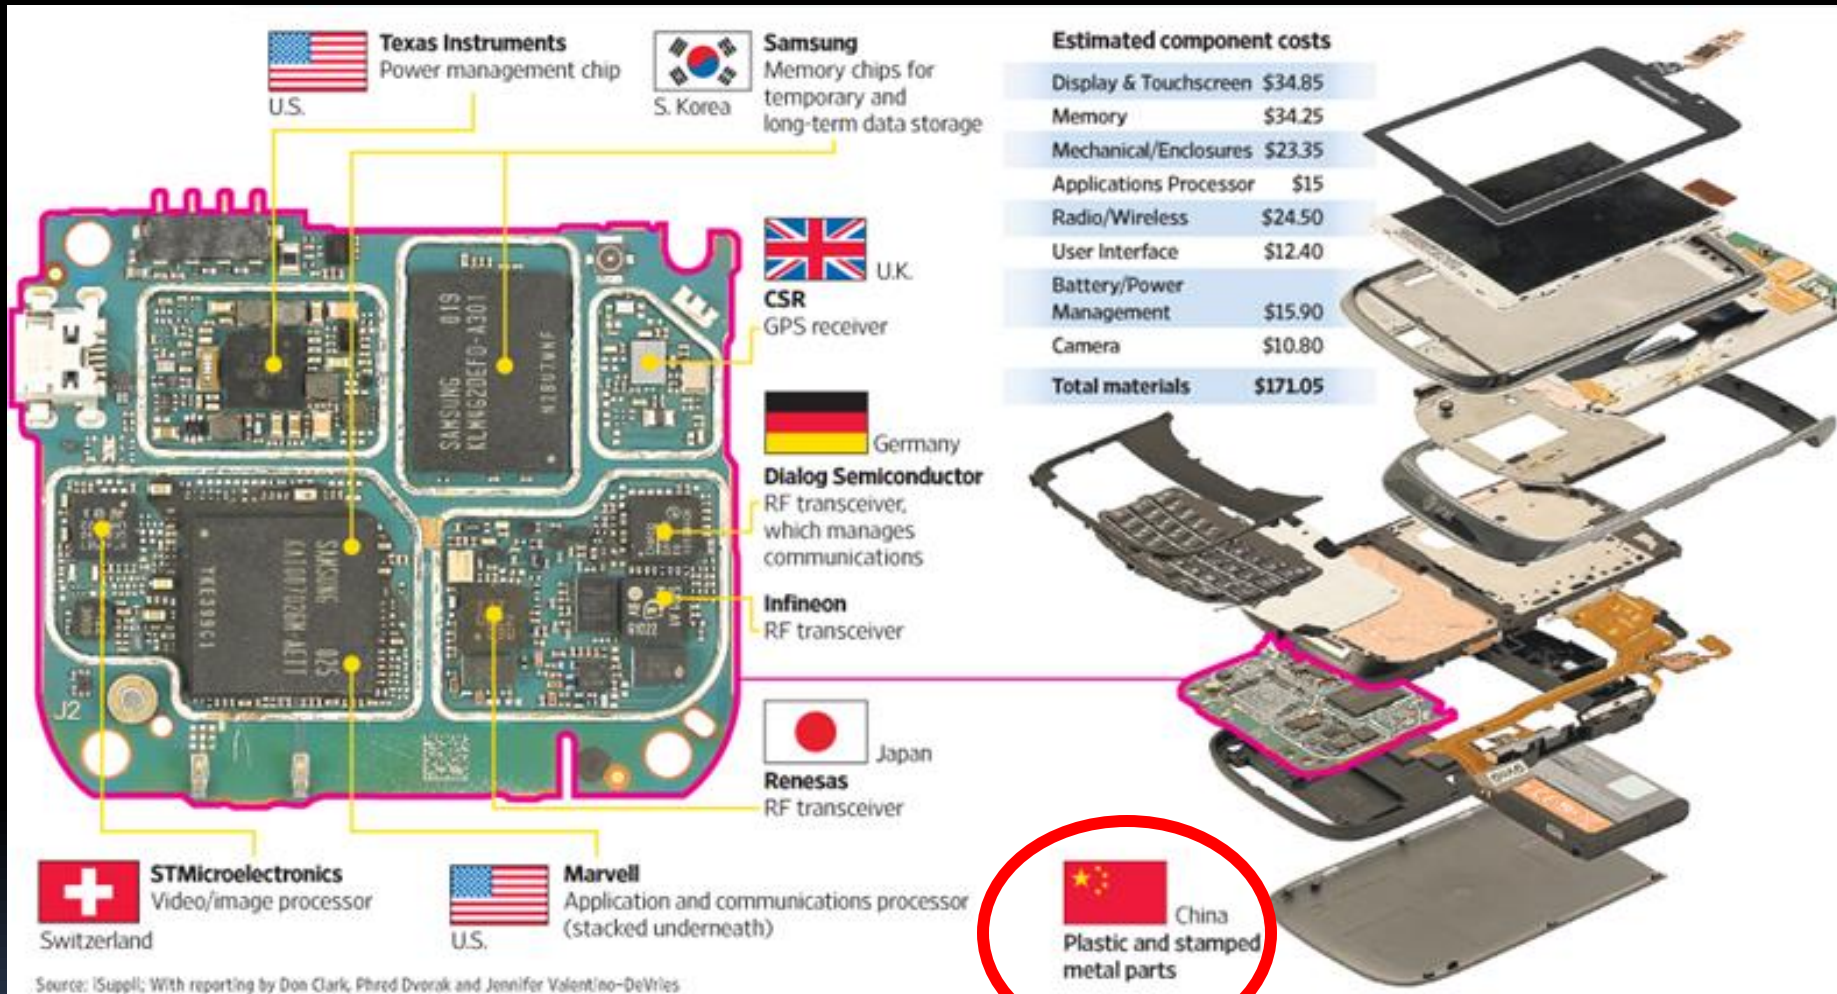 Texas Instruments
Power management chip
U.S.
Samsung
Memory chips for
temporary and
long-term data storage
S. Korea
Estimated component costs
Display & Touchscreen $34.85
Memory $34.25
Mechanical/Enclosures $23.35
Applications Processor $15
Radio/Wireless $24.50
User Interface $12.40
Battery/Power
Management $15.90
Camera $10.80
Total materials $171.05
U.K.
CSR
GPS receiver
Germany
Dialog Semiconductor
RF transceiver,
which manages
communications
Infineon
RF transceiver
Japan
Renesas
RF transceiver
SAMSUNG 019
SAMSUNG 025
J2
STMicroelectronics
Video/image processor
Switzerland
Marvell
Application and communications processor
(stacked underneath)
U.S.
China
Plastic and stamped
metal parts
Source: iSuppli; With reporting by Don Clark, Phred Dvorak and Jennifer Valentino-DeVries